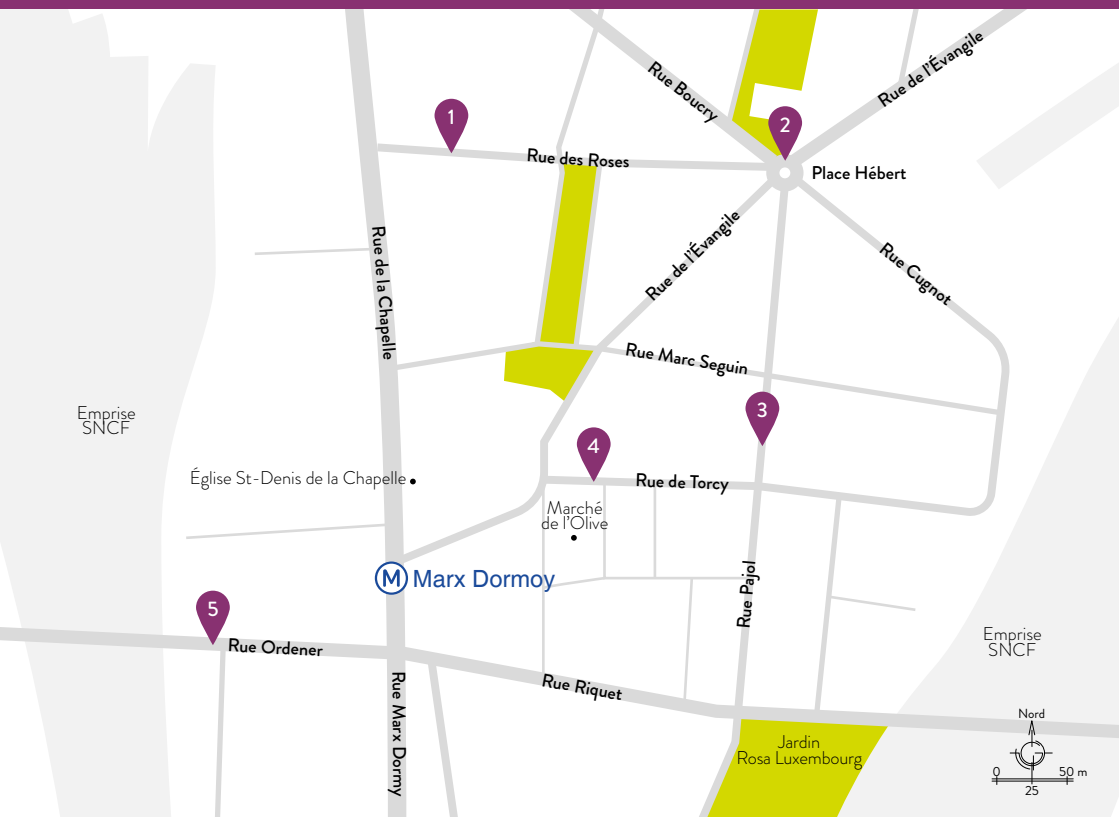 Rue Boucry
Rue de l'Évangile
1
2
Rue des Roses
Place Hébert
Rue de la Chapelle
Rue de l'Évangile
Rue Cugnot
Rue Marc Seguin
3
Emprise
SNCF
4
Église St-Denis de la Chapelle
Rue de Torcy
Marché
de l'Olive
M Marx Dormoy
Rue Pajol
5
Rue Ordener
Emprise
SNCF
Rue Riquet
Rue Marx Dormy
Jardin
Rosa Luxembourg
Nord
0 50 m
25